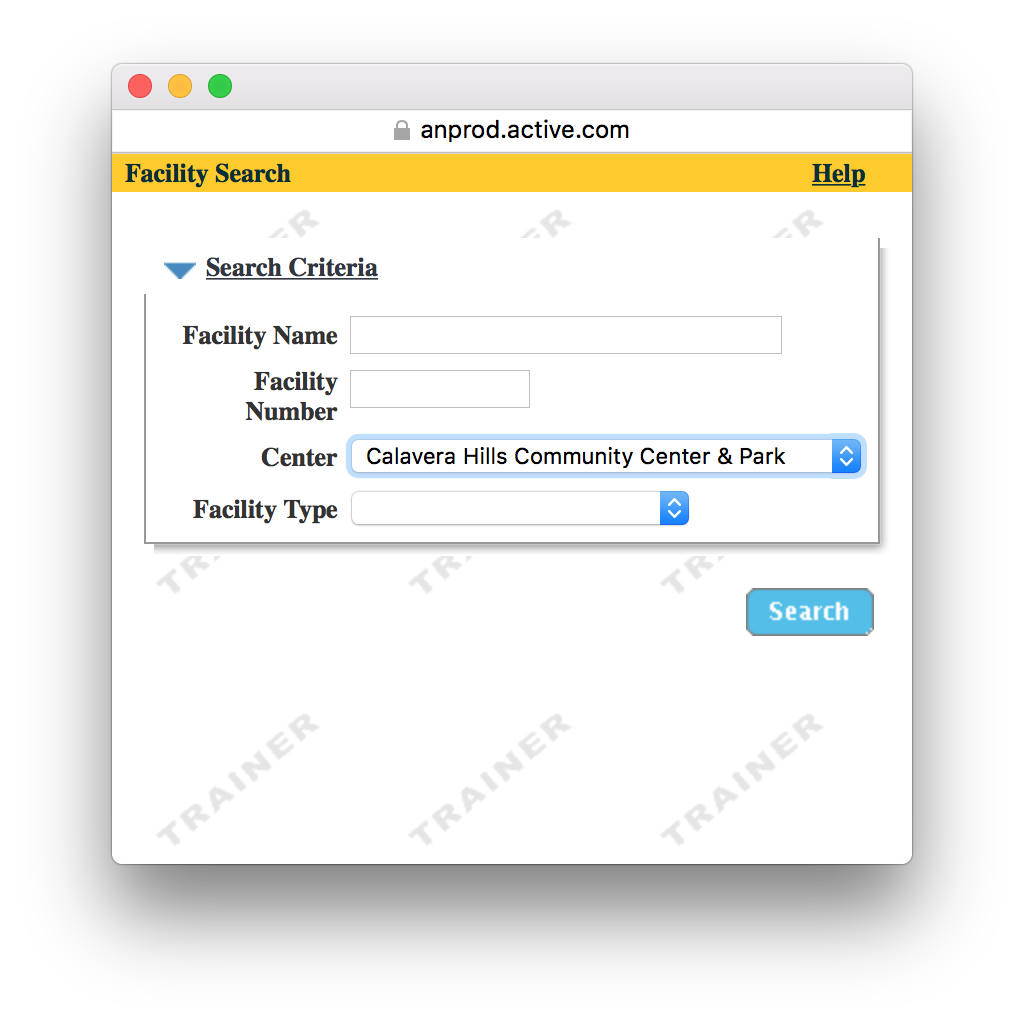 anprod.active.com
Facility Search
Help
Search Criteria
Facility Name
Facility
Number
Center
Calavera Hills Community Center & Park
Facility Type
Search
TRAINER
TRAINER
TRAINER